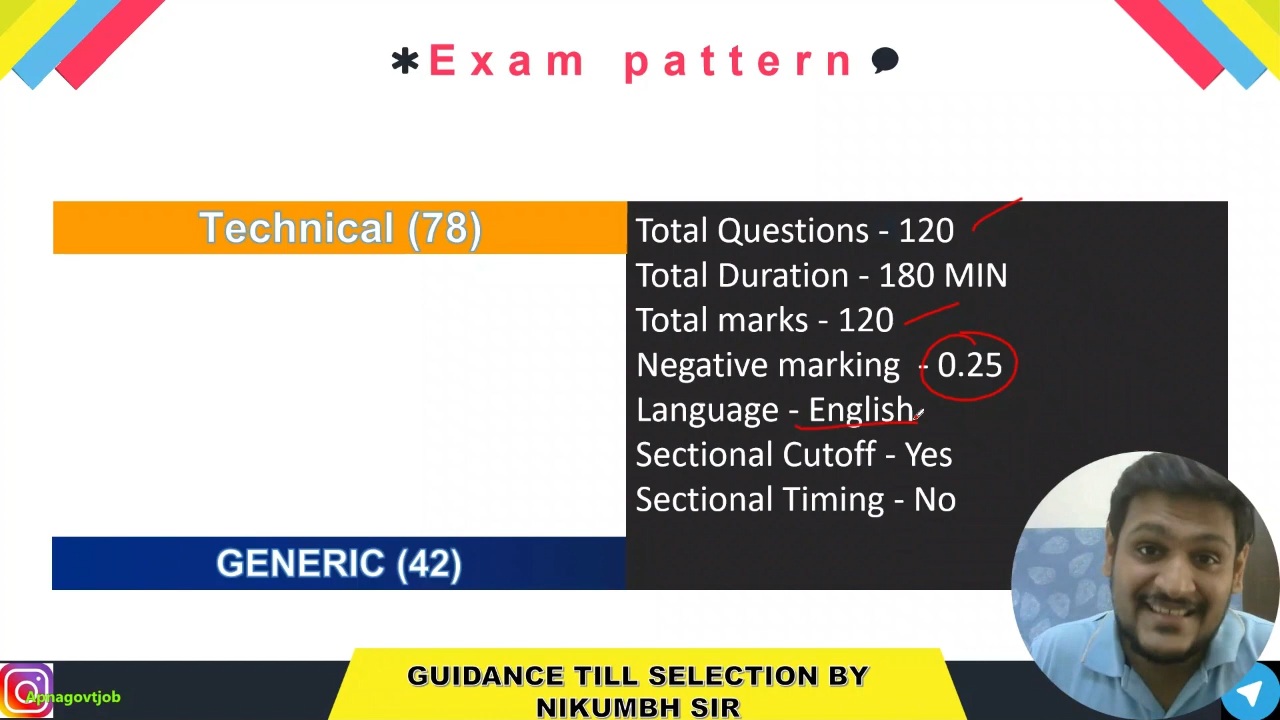 *Exam pattern
Technical (78)
Total Questions - 120
Total Duration - 180 MIN
Total marks - 120
Negative marking - 0.25
Language - English
Sectional Cutoff - Yes
Sectional Timing - No
GENERIC (42)
GUIDANCE TILL SELECTION BY
NIKUMBH SIR
Apnagovtjob